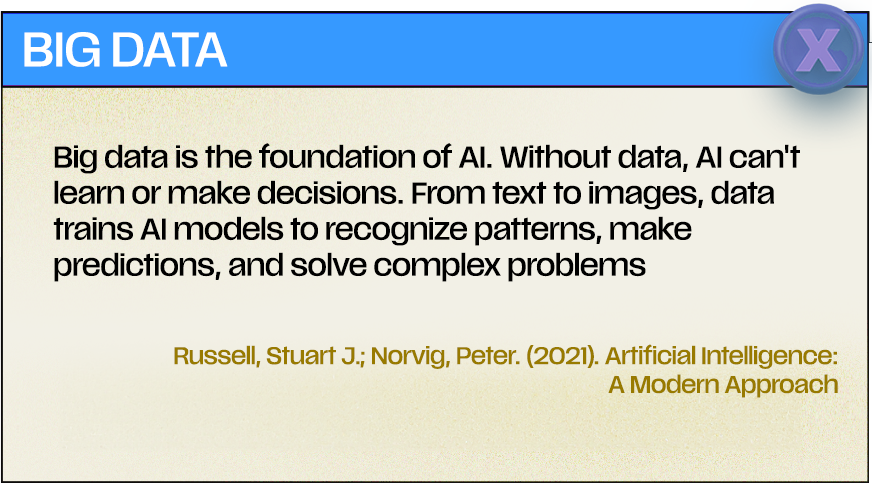 BIG DATA
X
Big data is the foundation of AI. Without data, AI can't
learn or make decisions. From text to images, data
trains AI models to recognize patterns, make
predictions, and solve complex problems
Russell, Stuart J.; Norvig, Peter. (2021). Artificial Intelligence:
A Modern Approach